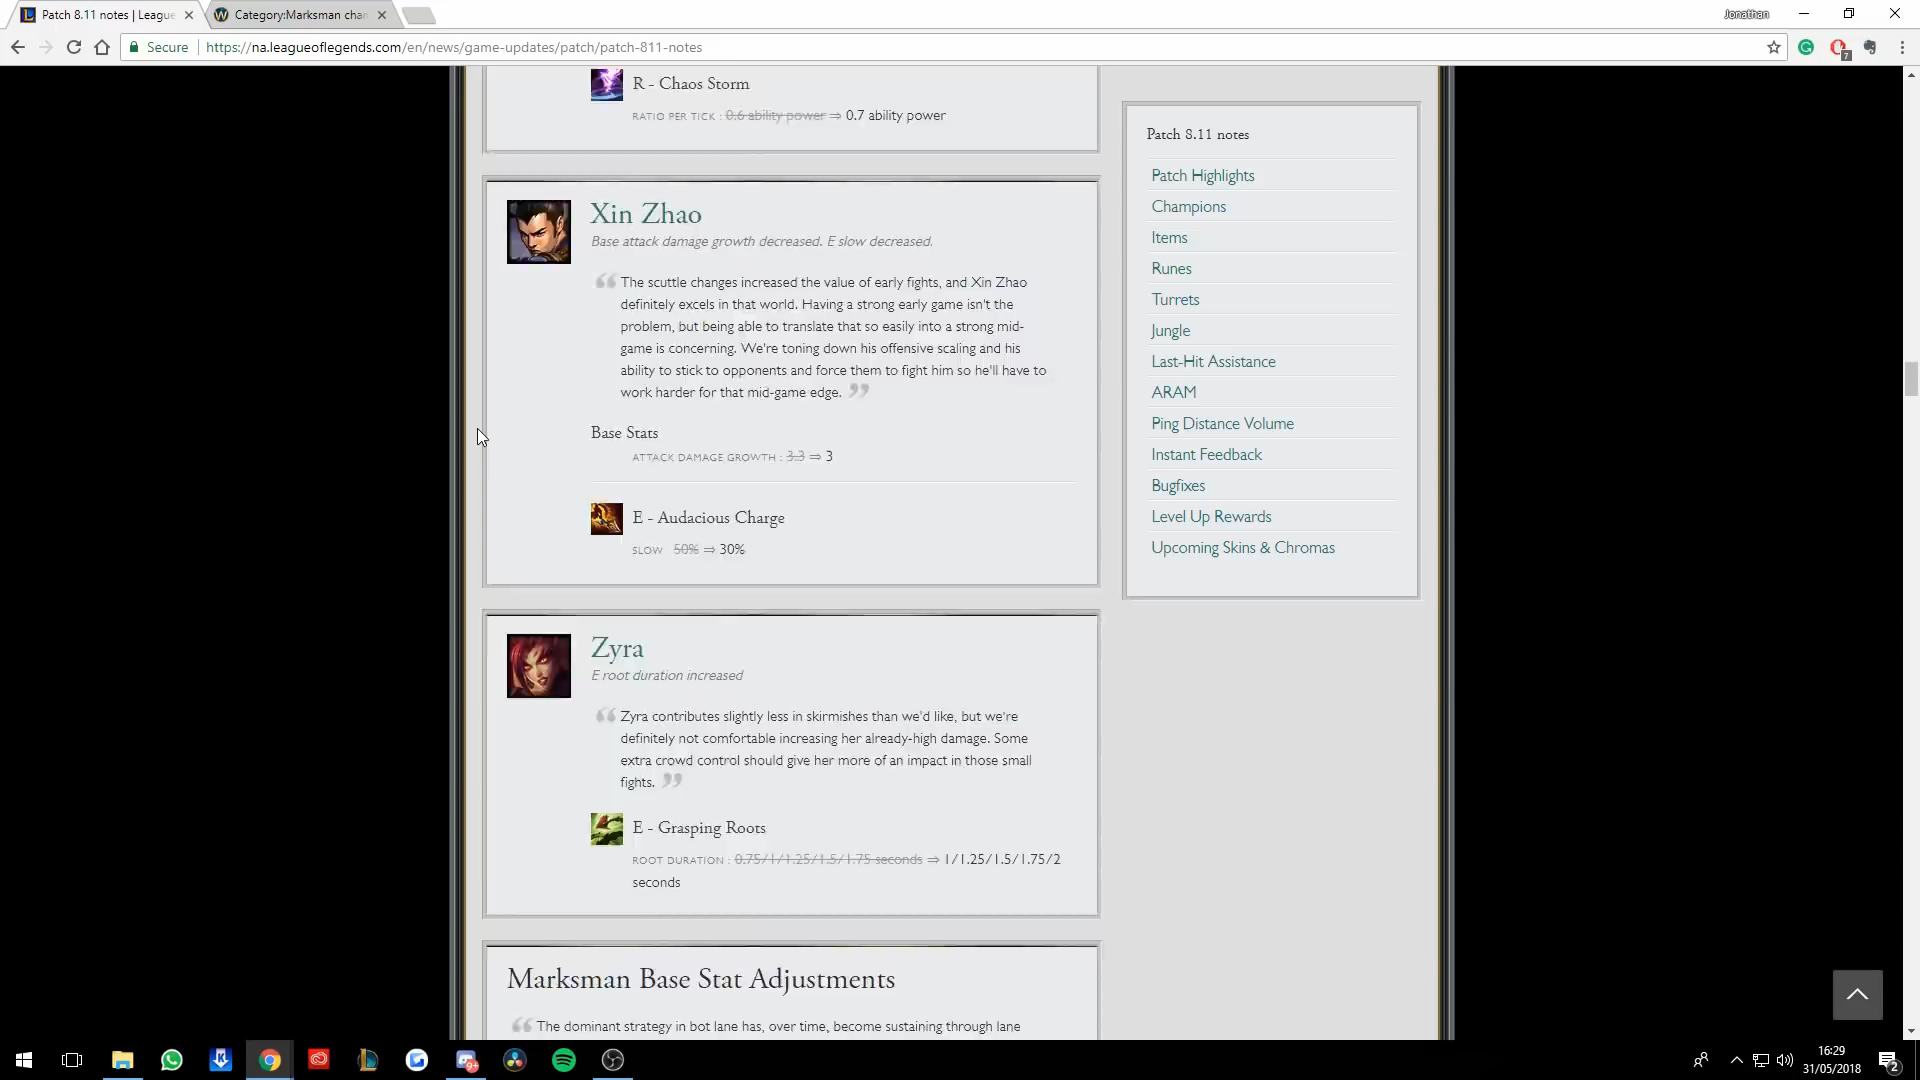 Patch 8.11 notes | League
Category:Marksman chan
Jonathan
Secure
https://na.leagueoflegends.com/en/news/game-updates/patch/patch-811-notes
7
R - Chaos Storm
RATIO PER TICK : 0.6 ability power ⇒ 0.7 ability power
Xin Zhao
Base attack damage growth decreased. E slow decreased.
The scuttle changes increased the value of early fights, and Xin Zhao
definitely excels in that world. Having a strong early game isn't the
problem, but being able to translate that so easily into a strong mid-
game is concerning. We're toning down his offensive scaling and his
ability to stick to opponents and force them to fight him so he'll have to
work harder for that mid-game edge.
Base Stats
ATTACK DAMAGE GROWTH : 3.3 ⇒ 3
E - Audacious Charge
SLOW 50% ⇒ 30%
Zyra
E root duration increased
Zyra contributes slightly less in skirmishes than we'd like, but we're
definitely not comfortable increasing her already-high damage. Some
extra crowd control should give her more of an impact in those small
fights.
E - Grasping Roots
ROOT DURATION : 0.75/1/1.25/1.5/1.75 seconds ⇒ 1/1.25/1.5/1.75/2
seconds
Marksman Base Stat Adjustments
The dominant strategy in bot lane has, over time, become sustaining through lane
Patch 8.11 notes
Patch Highlights
Champions
Items
Runes
Turrets
Jungle
Last-Hit Assistance
ARAM
Ping Distance Volume
Instant Feedback
Bugfixes
Level Up Rewards
Upcoming Skins & Chromas
9+
16:29
31/05/2018
2